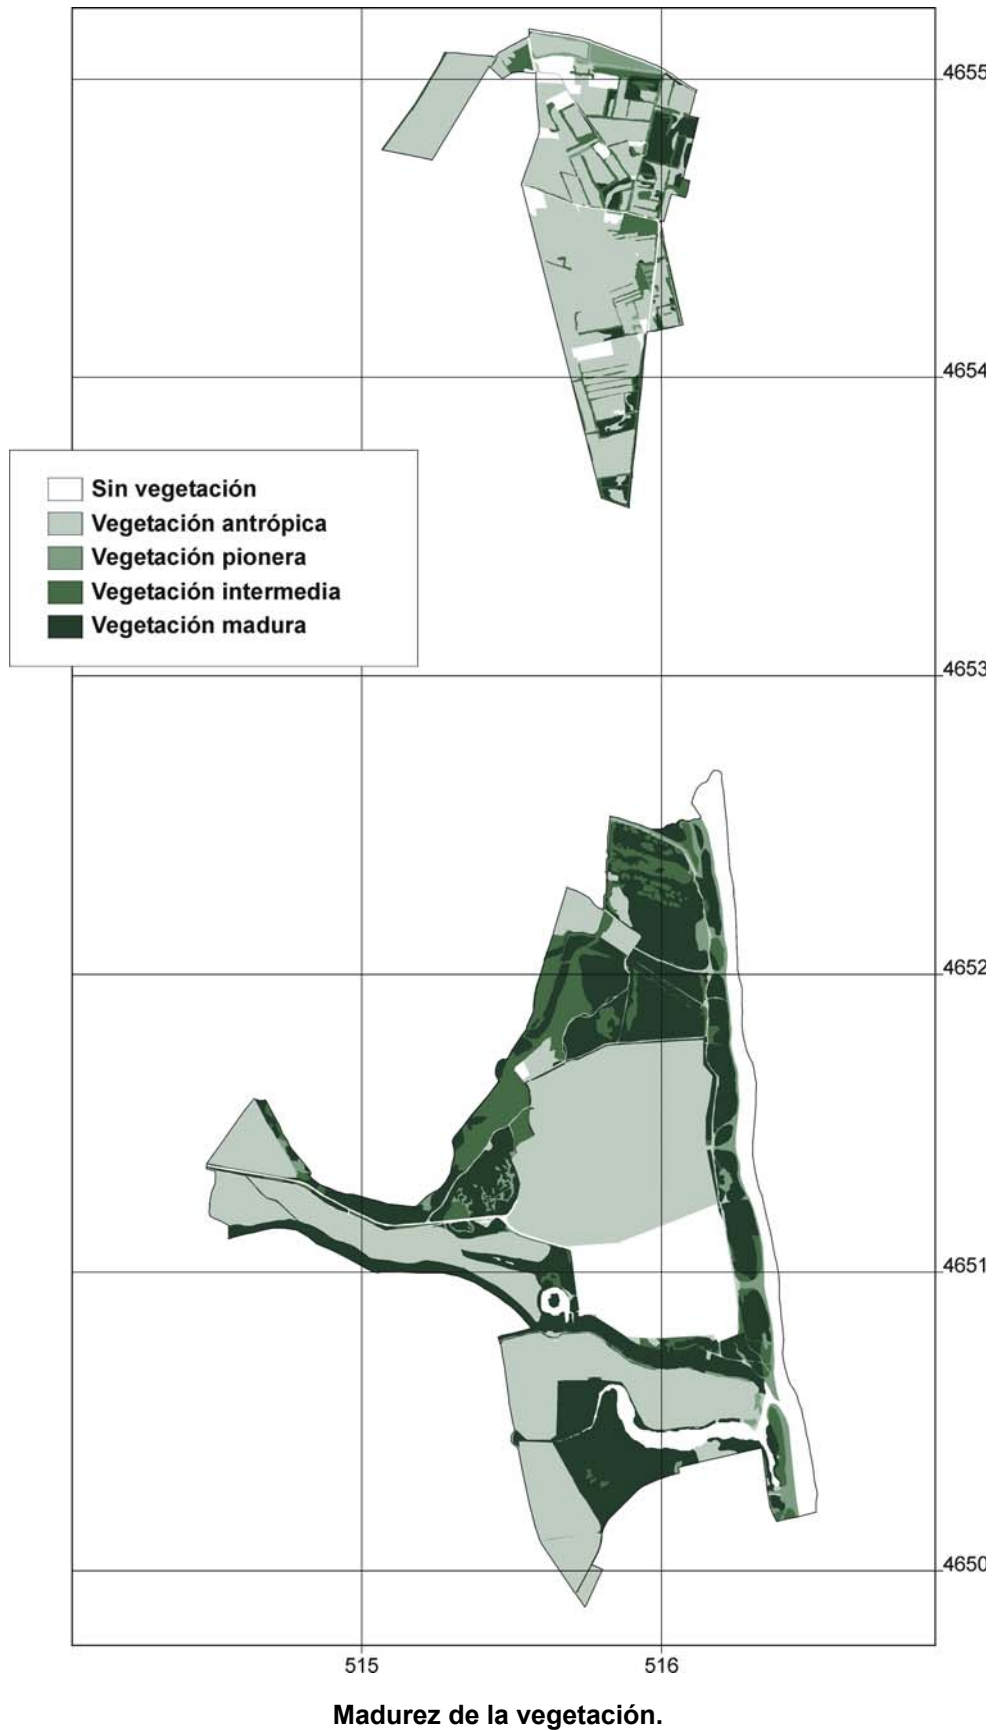 4655
4654
Sin vegetación
Vegetación antrópica
Vegetación pionera
Vegetación intermedia
Vegetación madura
4653
4652
4651
4650
515 516
Madurez de la vegetación.